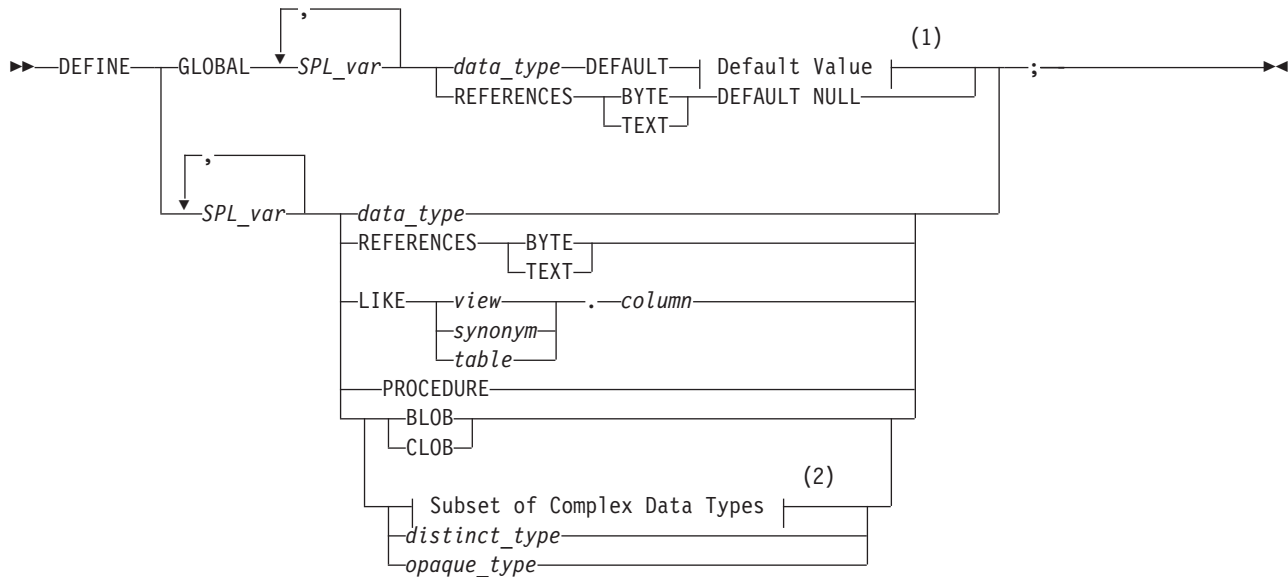 ,
(1)
DEFINE GLOBAL SPL_var data_type DEFAULT Default Value ;
REFERENCES BYTE DEFAULT NULL
TEXT
,
SPL_var data_type
REFERENCES BYTE
TEXT
LIKE view . column
synonym
table
PROCEDURE
BLOB
CLOB
(2)
Subset of Complex Data Types
distinct_type
opaque_type